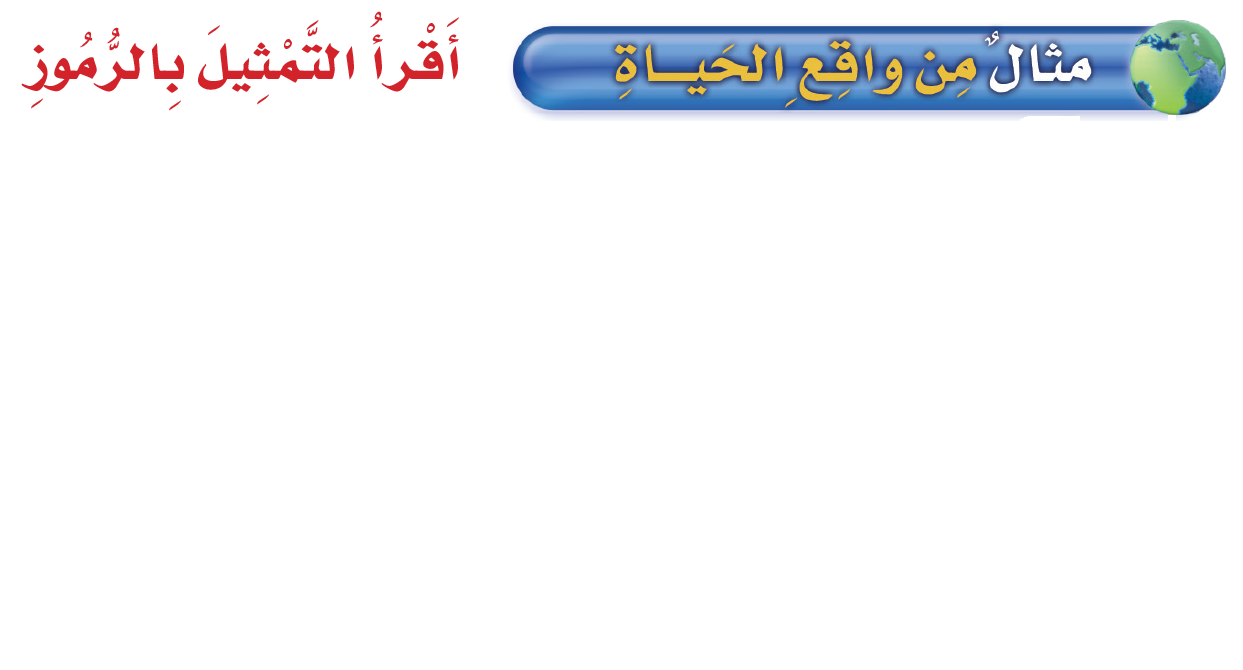 مثالٌ مِن واقِعِ الحَيـاةِ
أَقْرأُ التَّمْثِيلَ بِالرُّمُوزِ